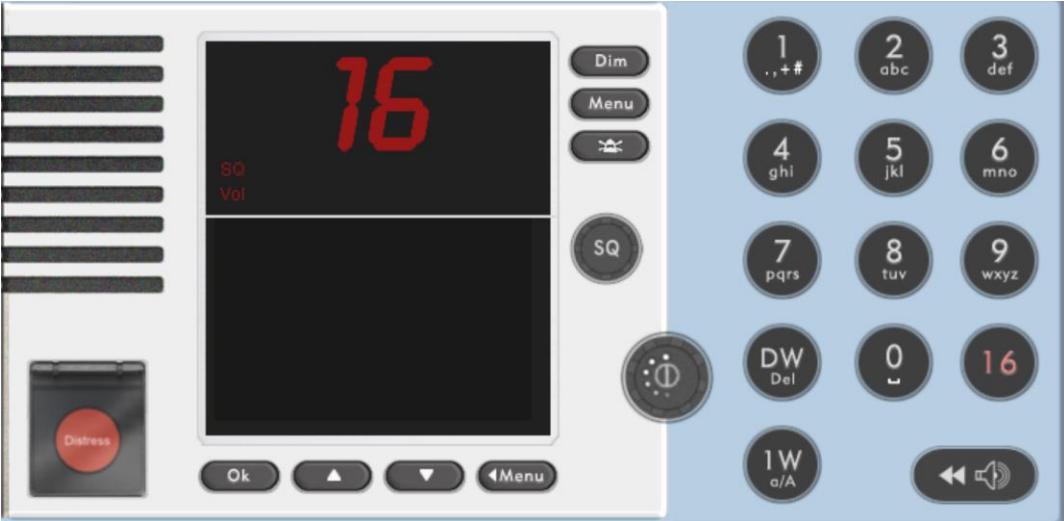 16
SQ
Vol
Dim
Menu
SQ
Distress
Ok
Menu
1
.,+#
2
abc
3
def
4
ghi
5
jkl
6
mno
7
pqrs
8
tuv
9
wxyz
DW
Del
0
16
1W
a/A